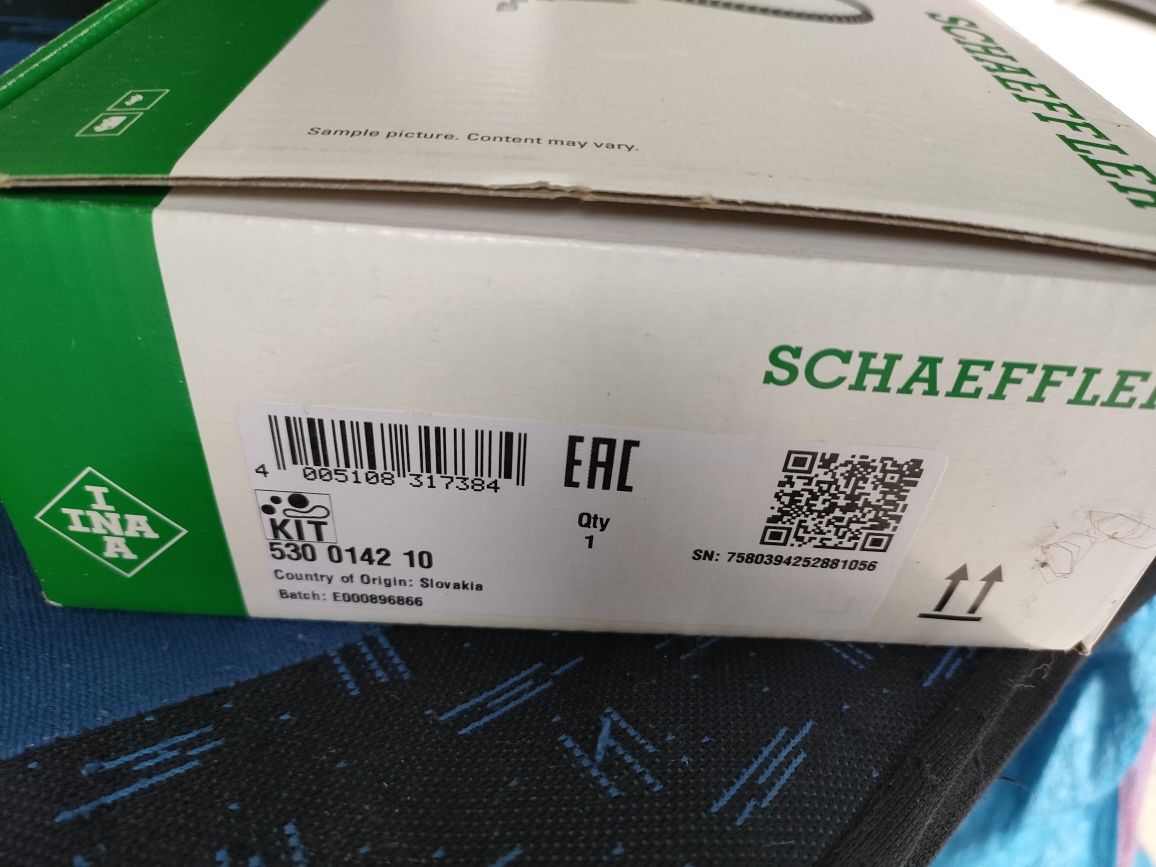 Sample picture. Content may vary.
SCHAEFFLER
SCHAEFFLER
I
INA
A
4 005108 317384
EAC
KIT
530 0142 10
Qty
1
Country of Origin: Slovakia
Batch: E000896866
SN: 7580394252881056